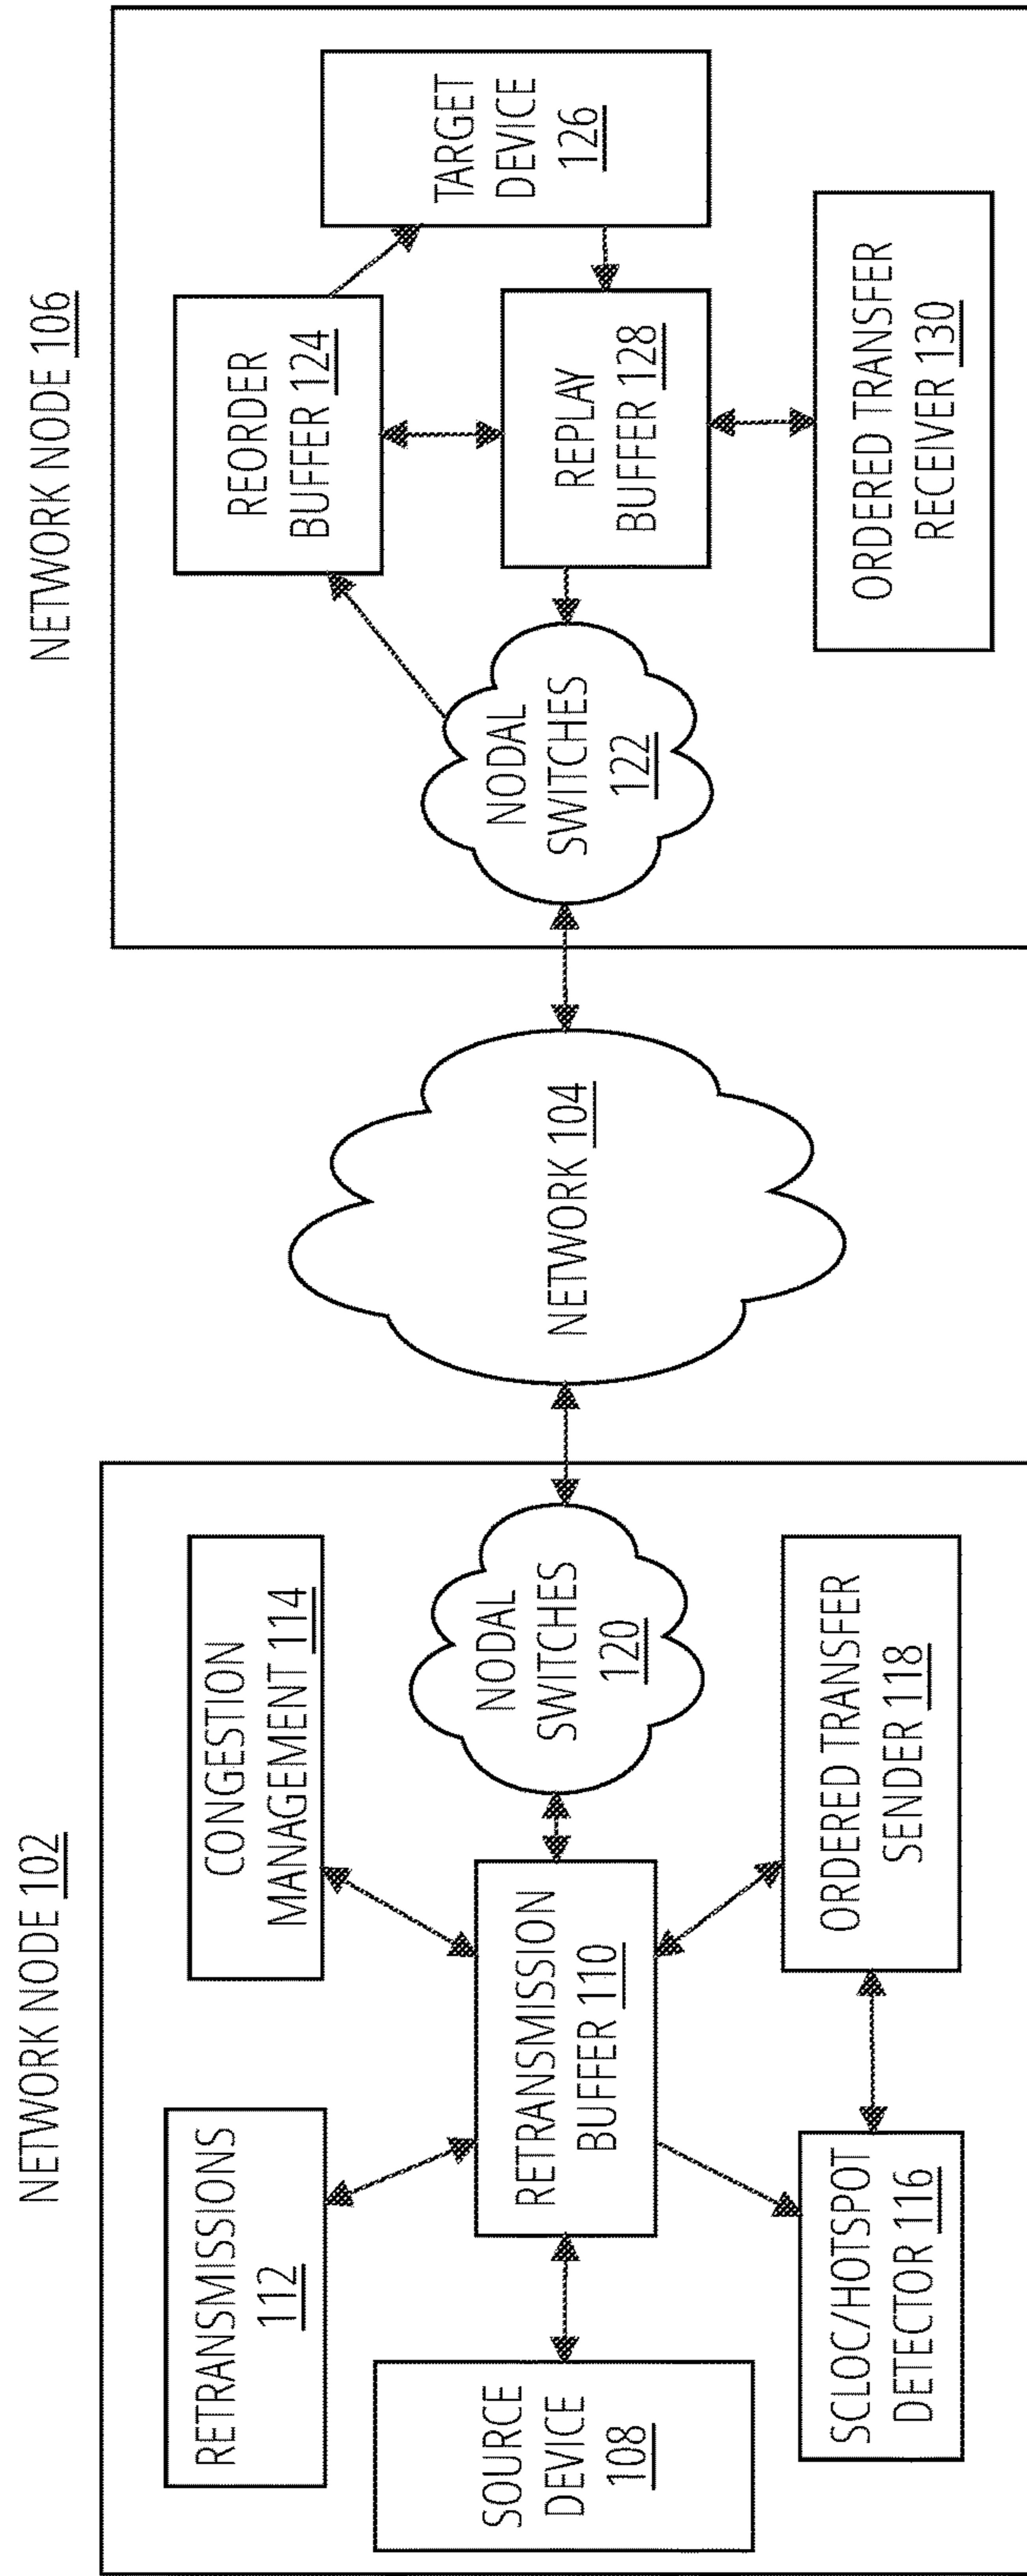 NETWORK NODE 102
RETRANSMISSIONS
112
CONGESTION
MANAGEMENT 114
SOURCE
DEVICE
108
RETRANSMISSION
BUFFER 110
NODAL
SWITCHES
120
SCLOC/HOTSPOT
DETECTOR 116
ORDERED TRANSFER
SENDER 118
NETWORK 104
NETWORK NODE 106
REORDER
BUFFER 124
TARGET
DEVICE
126
NODAL
SWITCHES
122
REPLAY
BUFFER 128
ORDERED TRANSFER
RECEIVER 130